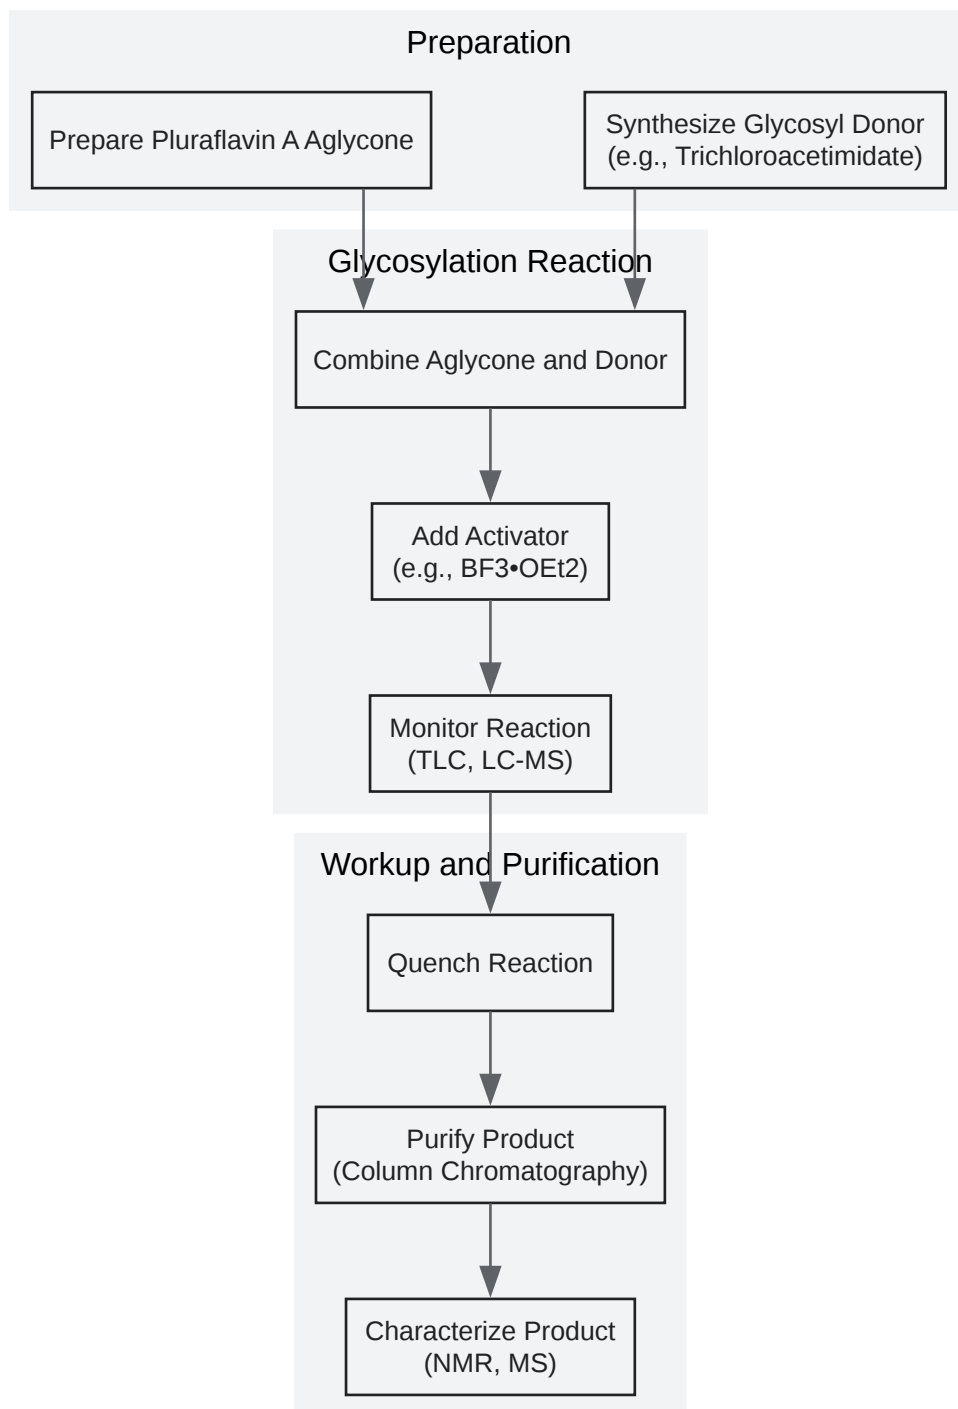 Preparation
Prepare Pluraflavin A Aglycone
Synthesize Glycosyl Donor
(e.g., Trichloroacetimidate)
Glycosylation Reaction
Combine Aglycone and Donor
Add Activator
(e.g., BF3•OEt2)
Monitor Reaction
(TLC, LC-MS)
Workup and Purification
Quench Reaction
Purify Product
(Column Chromatography)
Characterize Product
(NMR, MS)